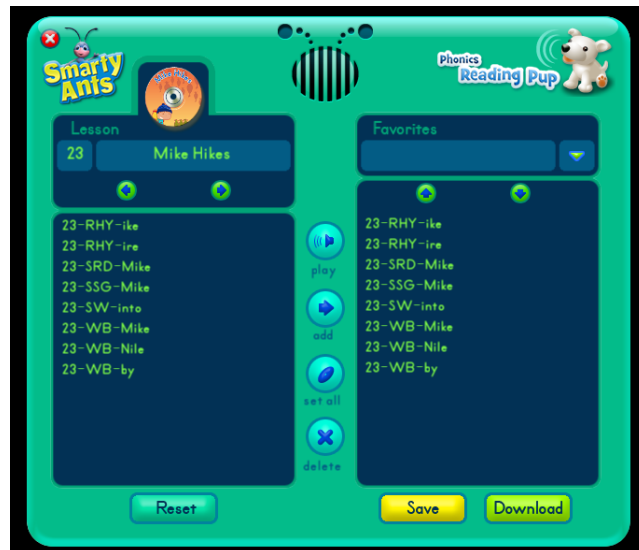 Smarty
Ants
Mike Hikes
Phonics
Reading Pup
Lesson
23
Mike Hikes
Favorites
23-RHY-ike
23-RHY-ire
23-SRD-Mike
23-SSG-Mike
23-SW-into
23-WB-Mike
23-WB-Nile
23-WB-by
play
add
set all
delete
23-RHY-ike
23-RHY-ire
23-SRD-Mike
23-SSG-Mike
23-SW-into
23-WB-Mike
23-WB-Nile
23-WB-by
Reset
Save
Download